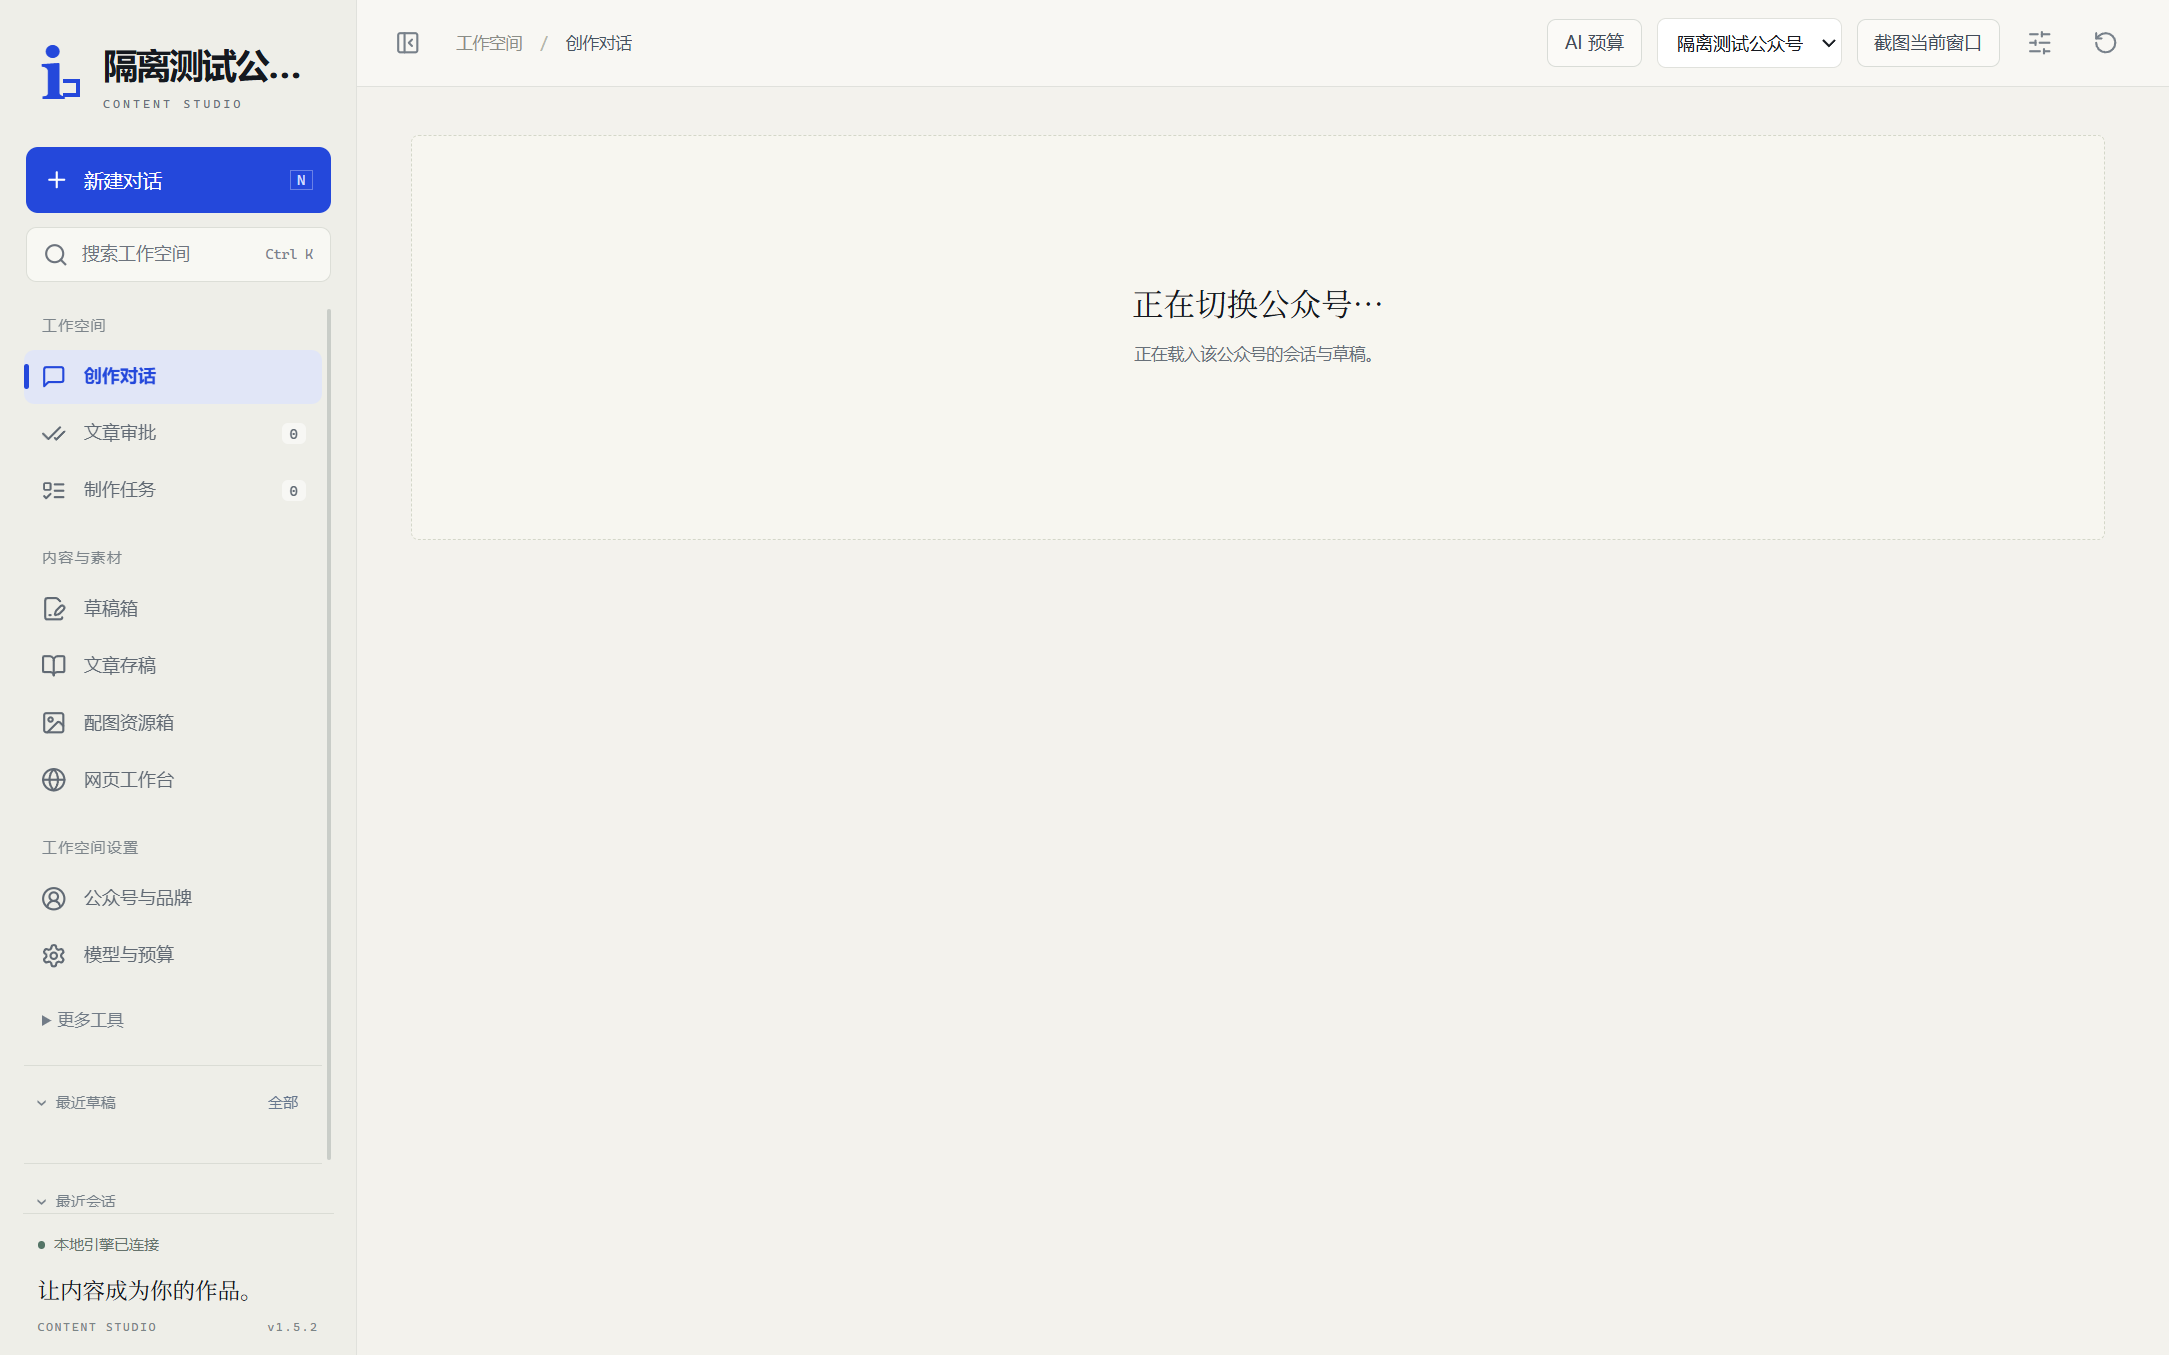 隔离测试公...
CONTENT STUDIO
新建对话 N
搜索工作空间 Ctrl K
工作空间
创作对话
文章审批 0
制作任务 0
内容与素材
草稿箱
文章存稿
配图资源箱
网页工作台
工作空间设置
公众号与品牌
模型与预算
更多工具
最近草稿 全部
最近会话
本地引擎已连接
让内容成为你的作品。
CONTENT STUDIO v1.5.2
工作空间 / 创作对话
AI 预算 隔离测试公众号 截图当前窗口
正在切换公众号…
正在载入该公众号的会话与草稿。